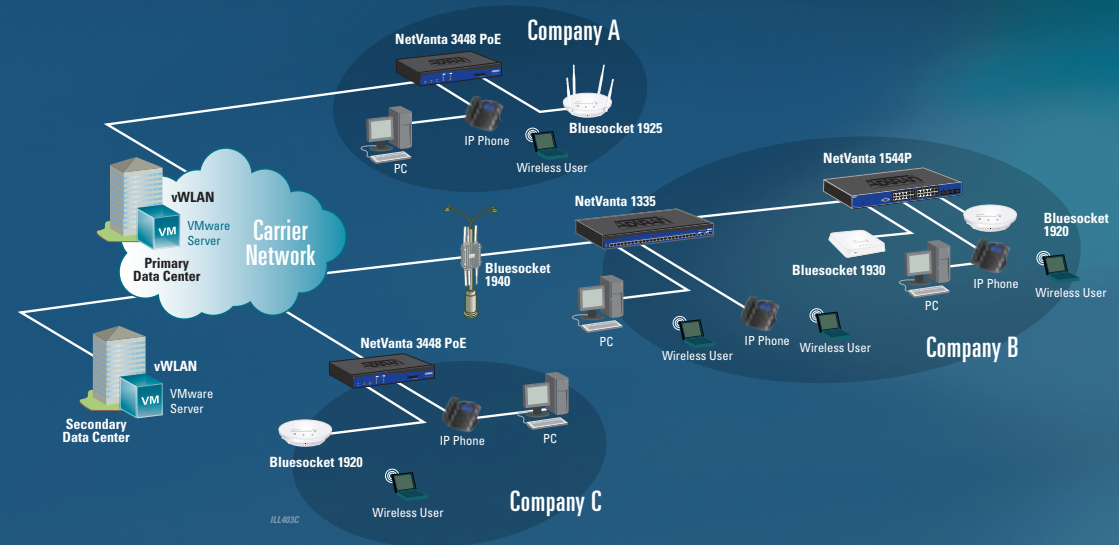 Company A
NetVanta 3448 PoE
IP Phone
Bluesocket 1925
PC
Wireless User
vWLAN
VM
VMware
Server
Primary
Data Center
Carrier
Network
Bluesocket
1940
NetVanta 1335
NetVanta 1544P
Bluesocket
1920
Bluesocket 1930
PC
IP Phone
Wireless User
PC
Wireless User
IP Phone
Wireless User
Company B
vWLAN
VM
VMware
Server
Secondary
Data Center
NetVanta 3448 PoE
IP Phone
PC
Bluesocket 1920
Wireless User
Company C
ILL403C